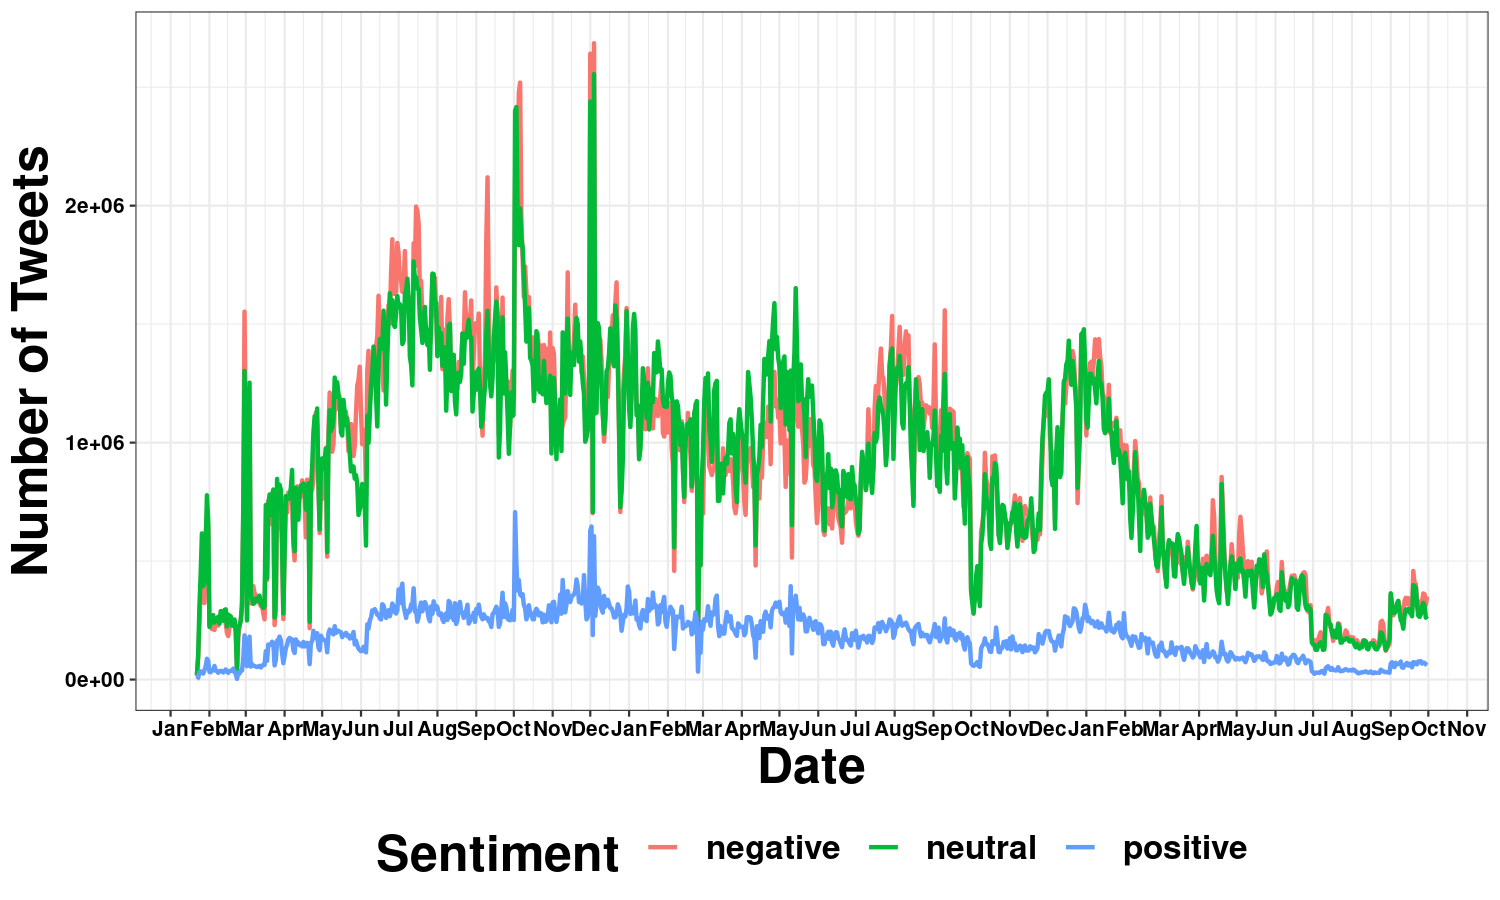 Number of Tweets
2e+06
1e+06
0e+00
Jan Feb Mar Apr May Jun Jul Aug Sep Oct Nov Dec Jan Feb Mar Apr May Jun Jul Aug Sep Oct Nov Dec Jan Feb Mar Apr May Jun Jul Aug Sep Oct Nov
Date
Sentiment negative neutral positive